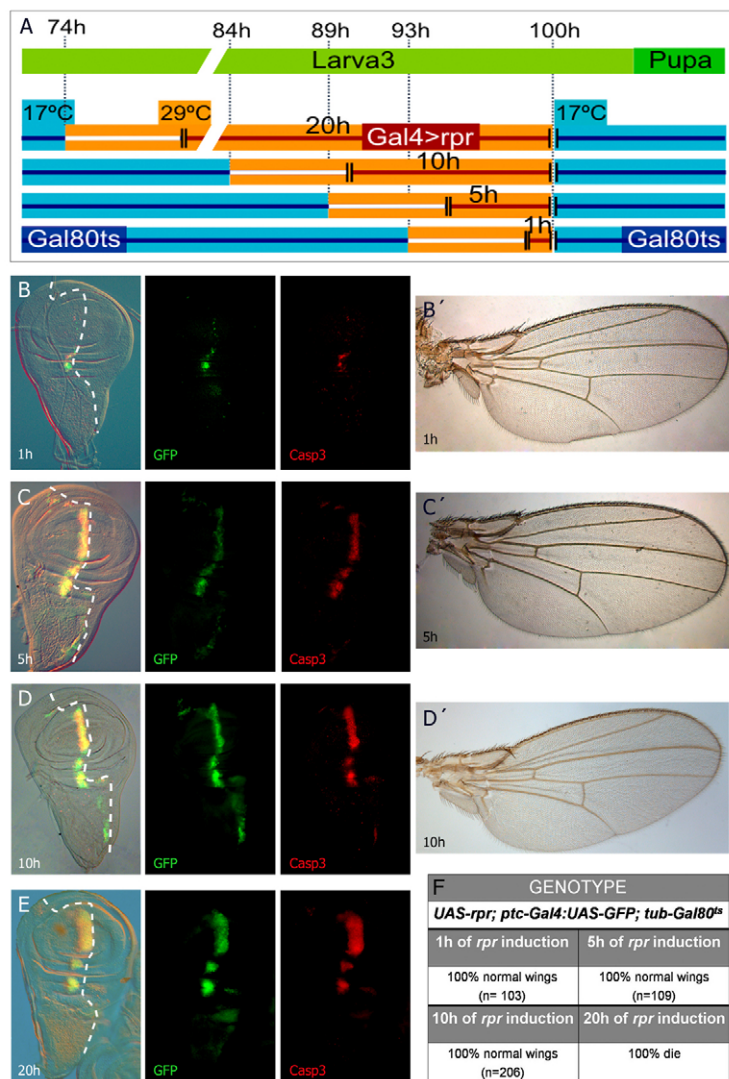 A
74h 84h 89h 93h 100h
Larva3 Pupa
17ºC 29ºC 17ºC
20h Gal4>rpr
10h
5h
1h
Gal80ts Gal80ts
B
1h
GFP
Casp3
B´
1h
C
5h
GFP
Casp3
C´
5h
D
10h
GFP
Casp3
D´
10h
E
20h
GFP
Casp3
F GENOTYPE
UAS-rpr; ptc-Gal4:UAS-GFP; tub-Gal80ts
1h of rpr induction 5h of rpr induction
100% normal wings 100% normal wings
(n= 103) (n=109)
10h of rpr induction 20h of rpr induction
100% normal wings 100% die
(n=206)